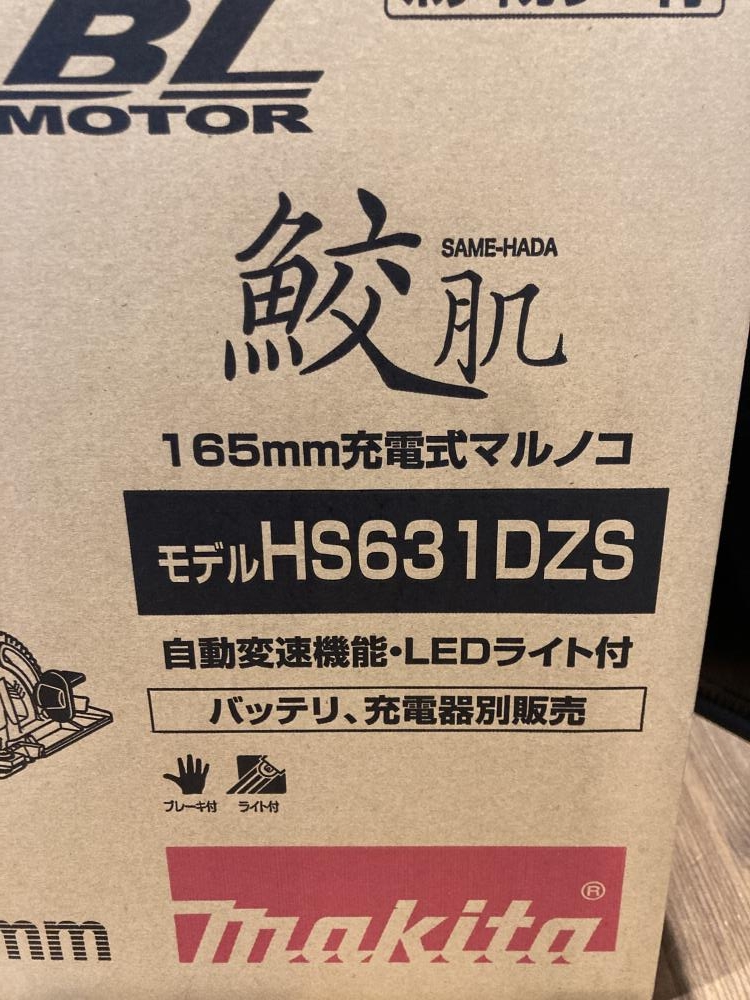 BL
MOTOR
鮫肌
SAME-HADA
165mm充電式マルノコ
モデルHS631DZS
自動変速機能・LEDライト付
バッテリ、充電器別販売
ブレーキ付 ライト付
mm
makita®